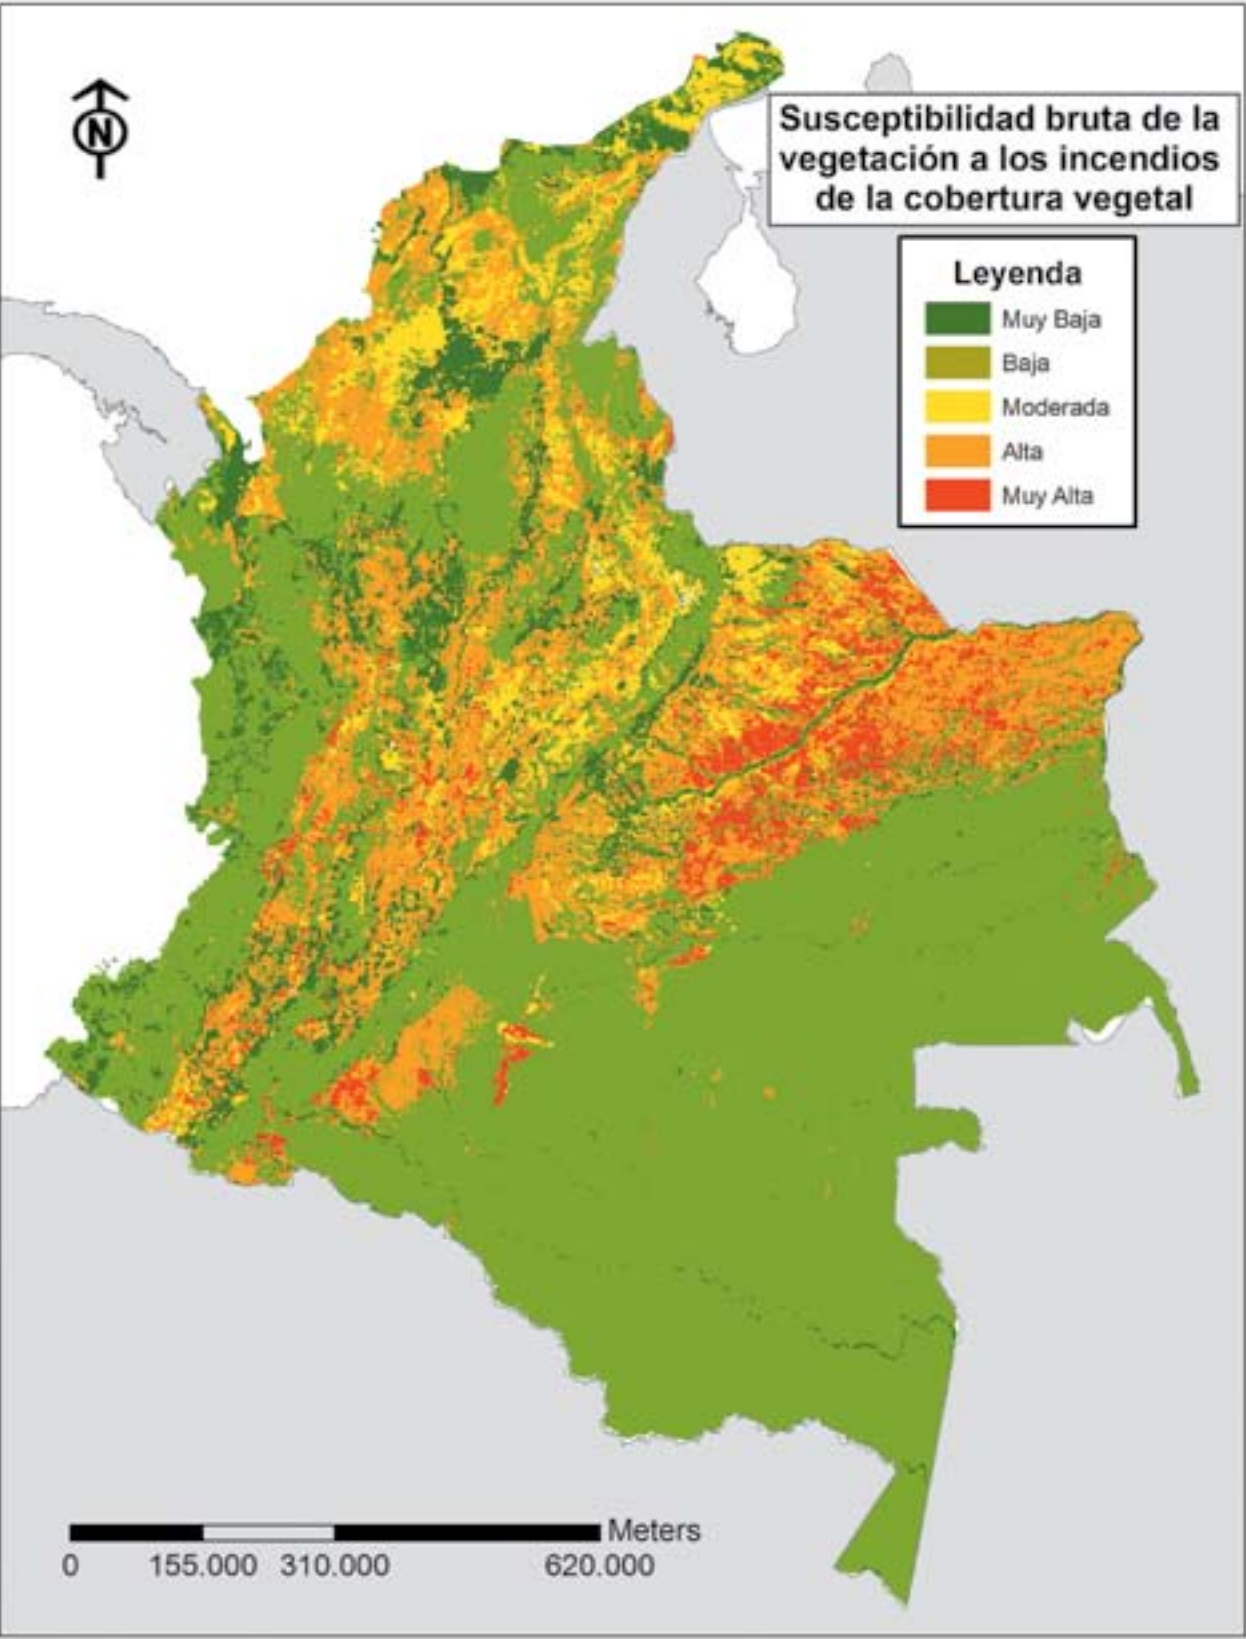 N
Susceptibilidad bruta de la
vegetación a los incendios
de la cobertura vegetal
Leyenda
Muy Baja
Baja
Moderada
Alta
Muy Alta
Meters
0 155.000 310.000 620.000